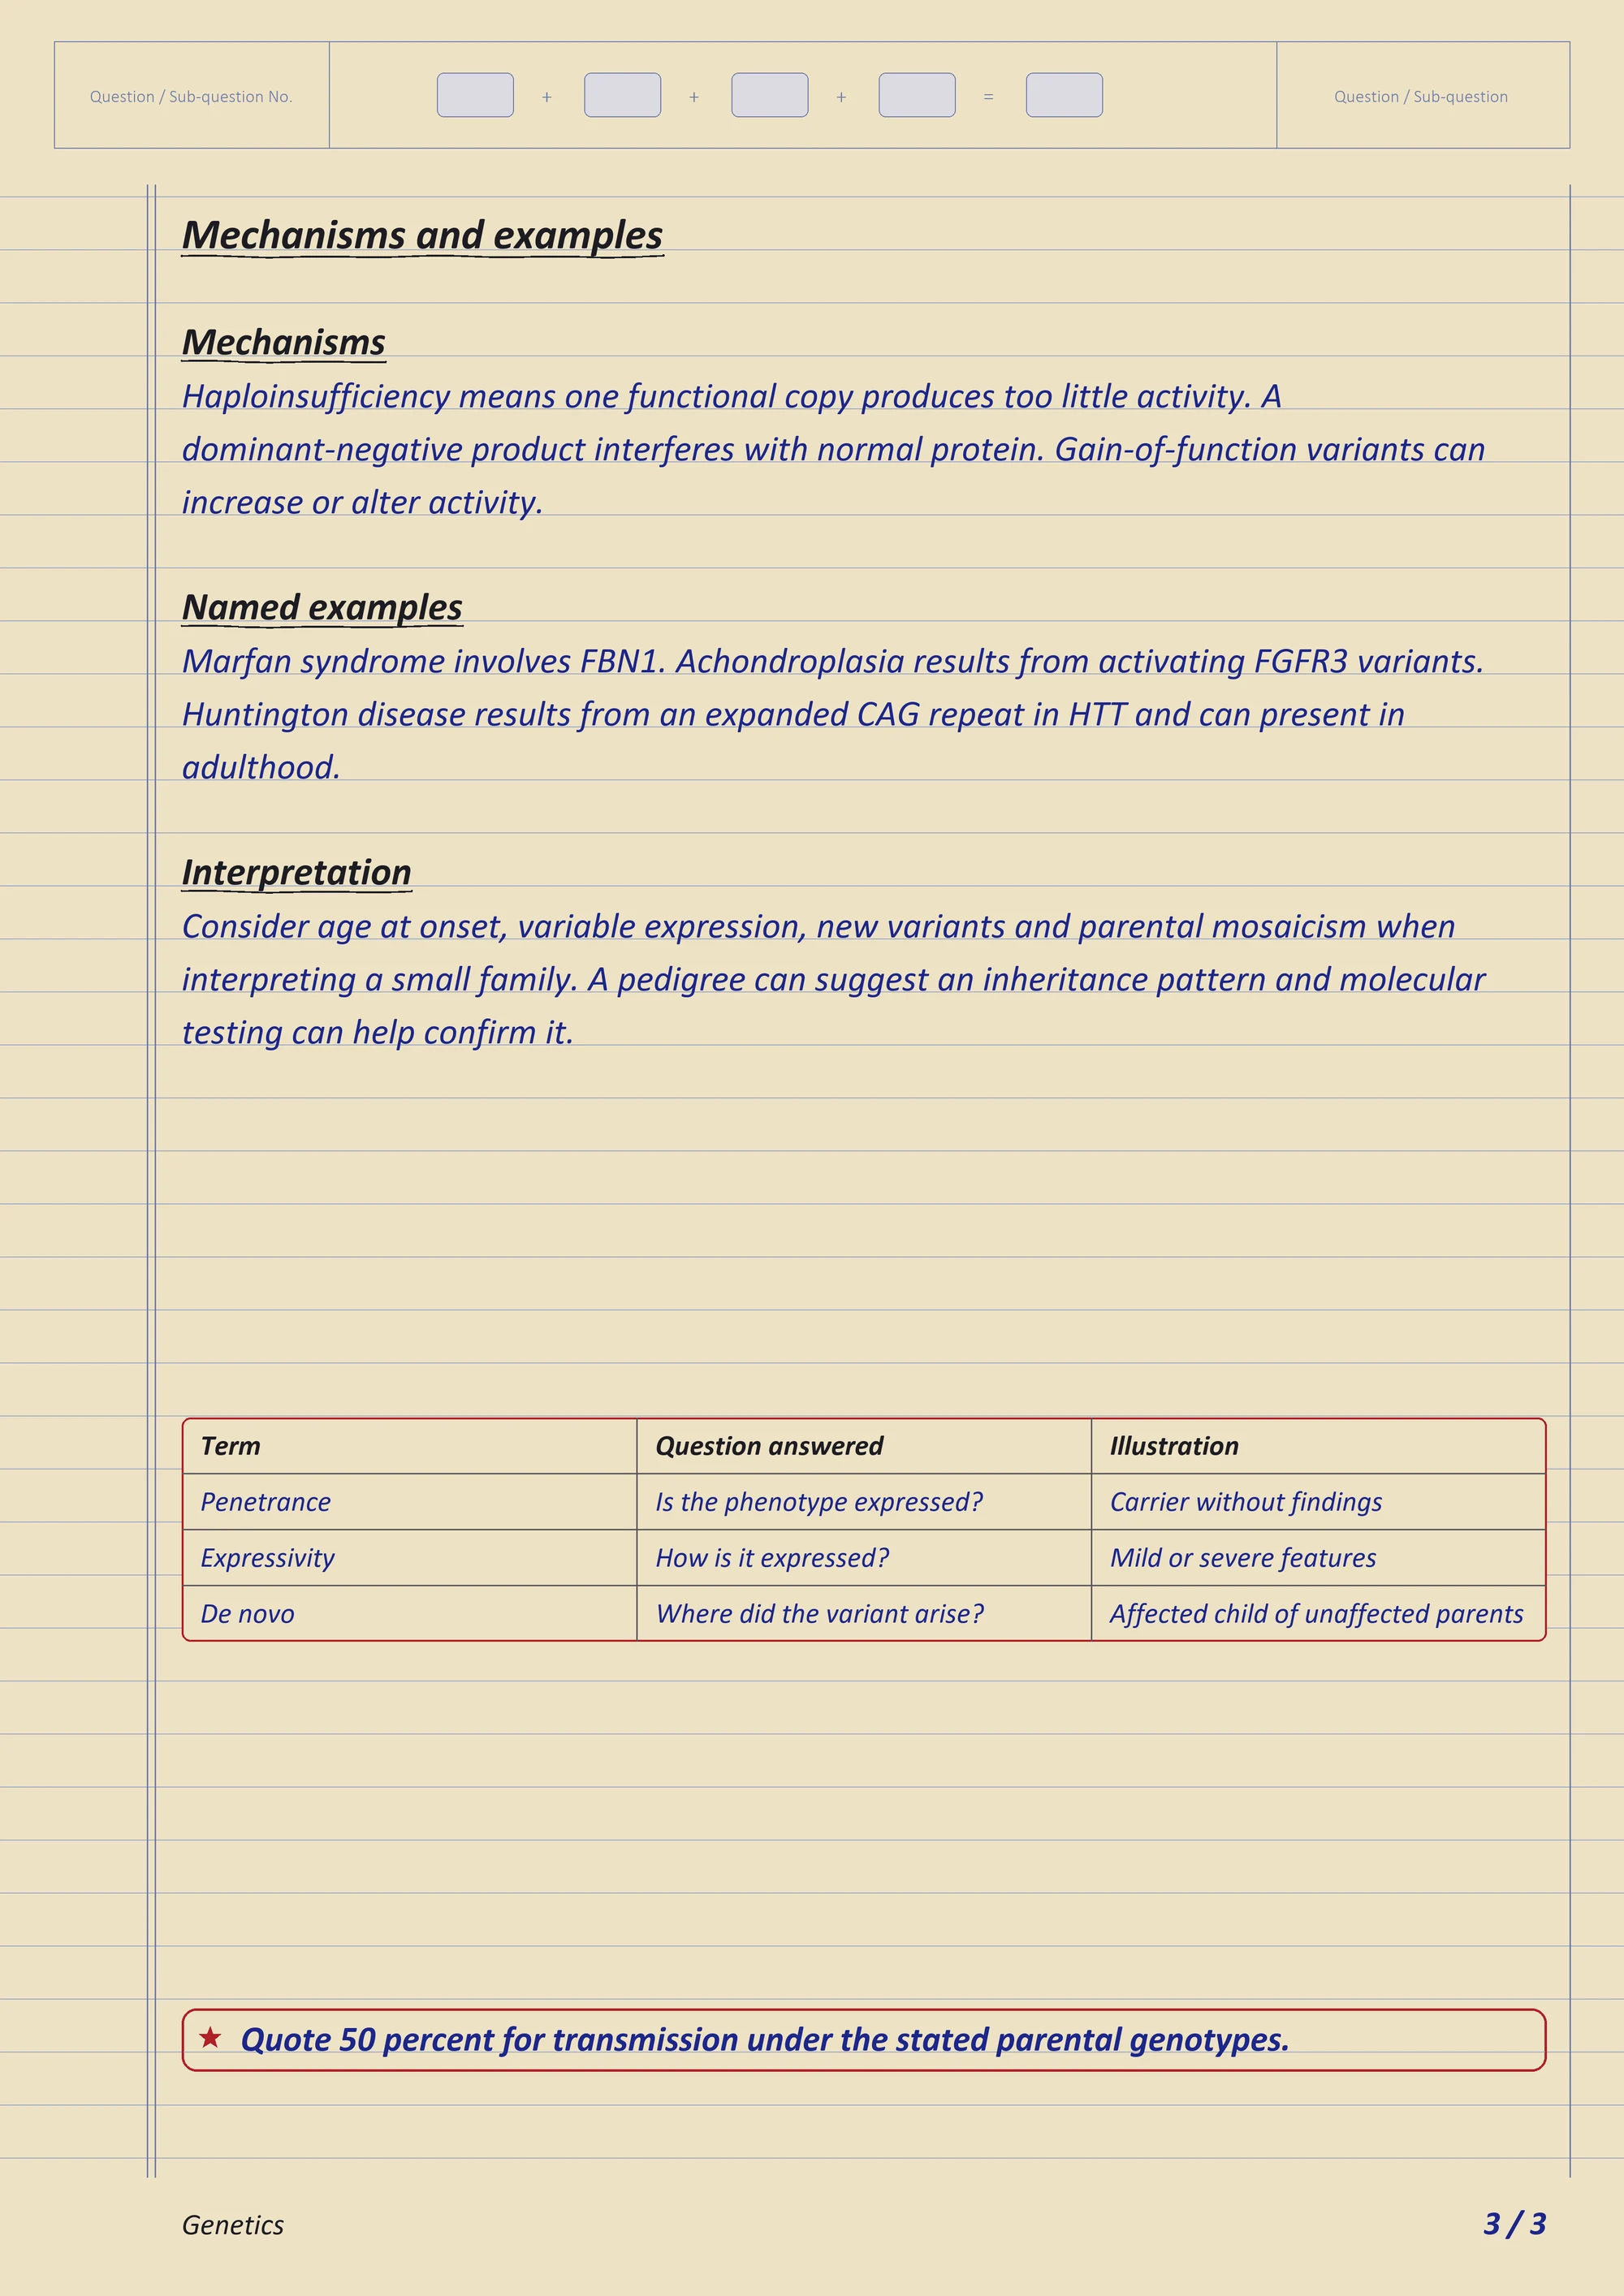 Question / Sub-question No.
+ + + =
Question / Sub-question
Mechanisms and examples
Mechanisms
Haploinsufficiency means one functional copy produces too little activity. A
dominant-negative product interferes with normal protein. Gain-of-function variants can
increase or alter activity.
Named examples
Marfan syndrome involves FBN1. Achondroplasia results from activating FGFR3 variants.
Huntington disease results from an expanded CAG repeat in HTT and can present in
adulthood.
Interpretation
Consider age at onset, variable expression, new variants and parental mosaicism when
interpreting a small family. A pedigree can suggest an inheritance pattern and molecular
testing can help confirm it.
Term Question answered Illustration
Penetrance Is the phenotype expressed? Carrier without findings
Expressivity How is it expressed? Mild or severe features
De novo Where did the variant arise? Affected child of unaffected parents
★ Quote 50 percent for transmission under the stated parental genotypes.
Genetics 3 / 3